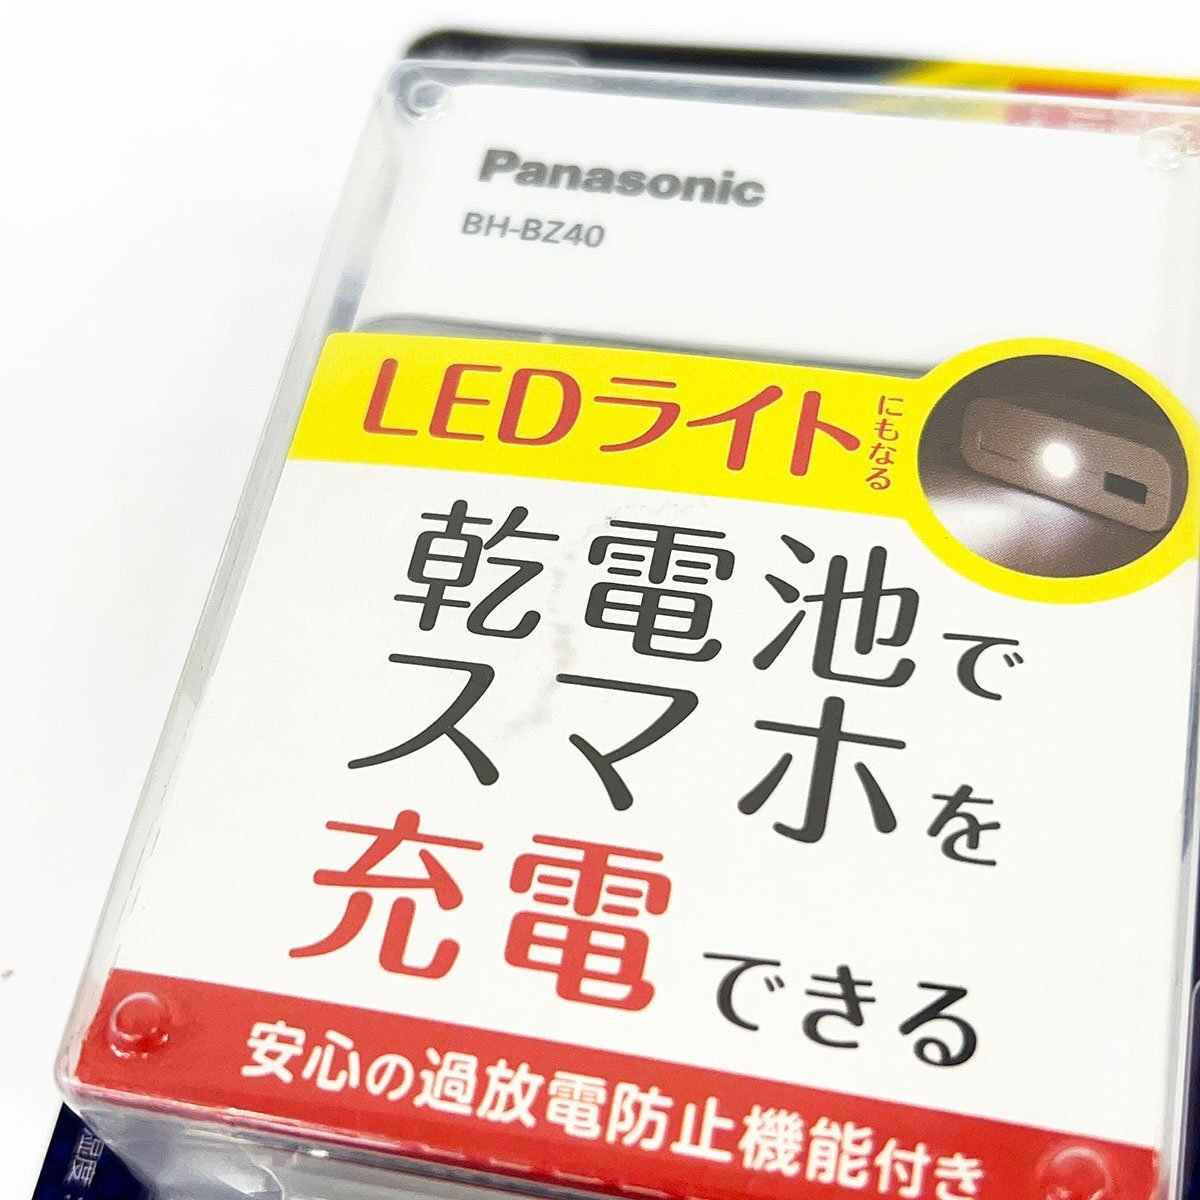 Panasonic
BH-BZ40
LEDライトにもなる
乾電池で
スマホを
充電できる
安心の過放電防止機能付き
温度